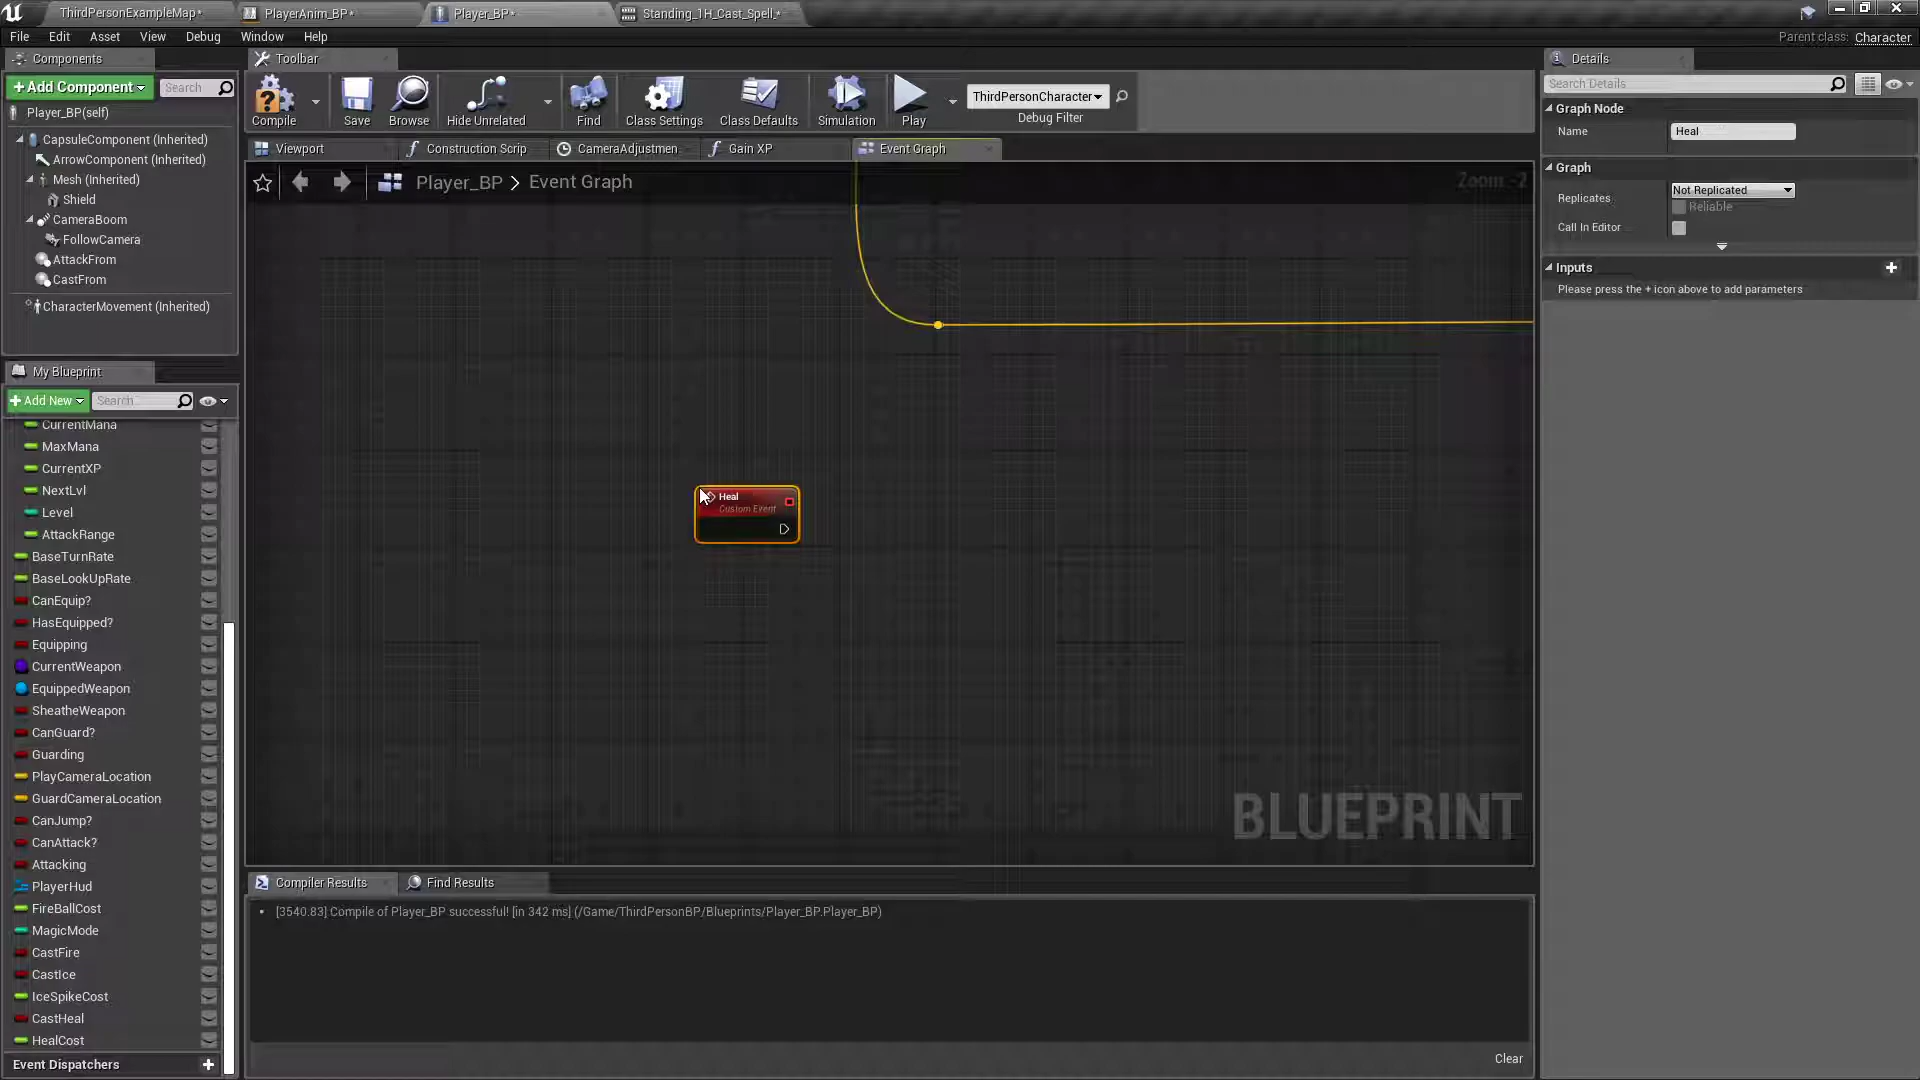 ThirdPersonExampleMap*
PlayerAnim_BP*
Player_BP*
Standing_1H_Cast_Spell_*
File Edit Asset View Debug Window Help
Parent class: Character
Components
+ Add Component
Search
Player_BP(self)
CapsuleComponent (Inherited)
ArrowComponent (Inherited)
Mesh (Inherited)
Shield
CameraBoom
FollowCamera
AttackFrom
CastFrom
CharacterMovement (Inherited)
My Blueprint
+ Add New
Search
CurrentMana
MaxMana
CurrentXP
NextLvl
Level
AttackRange
BaseTurnRate
BaseLookUpRate
CanEquip?
HasEquipped?
Equipping
CurrentWeapon
EquippedWeapon
SheatheWeapon
CanGuard?
Guarding
PlayCameraLocation
GuardCameraLocation
CanJump?
CanAttack?
Attacking
PlayerHud
FireBallCost
MagicMode
CastFire
CastIce
IceSpikeCost
CastHeal
HealCost
Event Dispatchers
Toolbar
Compile
Save
Browse
Hide Unrelated
Find
Class Settings
Class Defaults
Simulation
Play
ThirdPersonCharacter
Debug Filter
Viewport
Construction Scrip
CameraAdjustmen
Gain XP
Event Graph
Player_BP > Event Graph
Zoom -2
Heal
Custom Event
BLUEPRINT
Compiler Results
Find Results
[3540.83] Compile of Player_BP successful! [in 342 ms] (/Game/ThirdPersonBP/Blueprints/Player_BP.Player_BP)
Clear
Details
Search Details
Graph Node
Name
Heal
Graph
Replicates
Not Replicated
Reliable
Call In Editor
Inputs
Please press the + icon above to add parameters